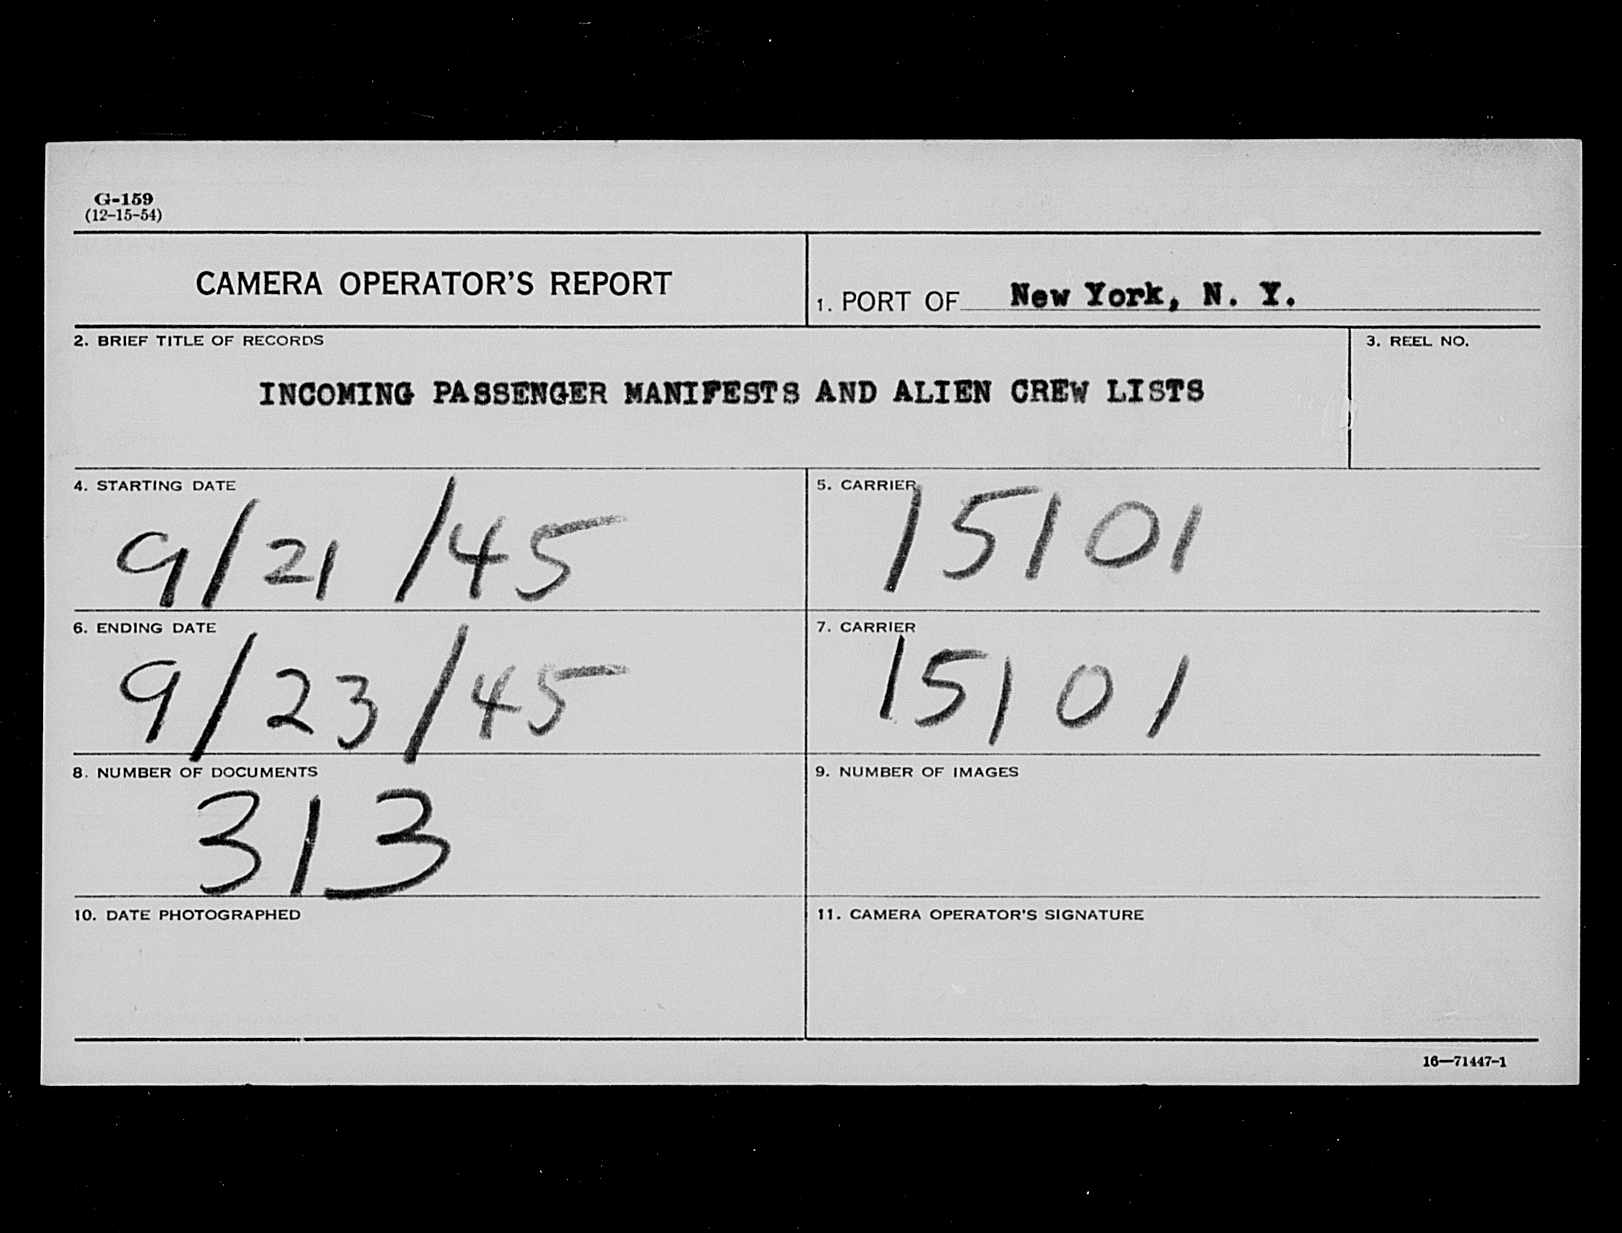 G-159
(12-15-54)
CAMERA OPERATOR'S REPORT
1. PORT OF New York, N. Y.
2. BRIEF TITLE OF RECORDS
INCOMING PASSENGER MANIFESTS AND ALIEN CREW LISTS
3. REEL NO.
4. STARTING DATE
9/21/45
5. CARRIER
15101
6. ENDING DATE
9/23/45
7. CARRIER
15101
8. NUMBER OF DOCUMENTS
313
9. NUMBER OF IMAGES
10. DATE PHOTOGRAPHED
11. CAMERA OPERATOR'S SIGNATURE
16—71447-1